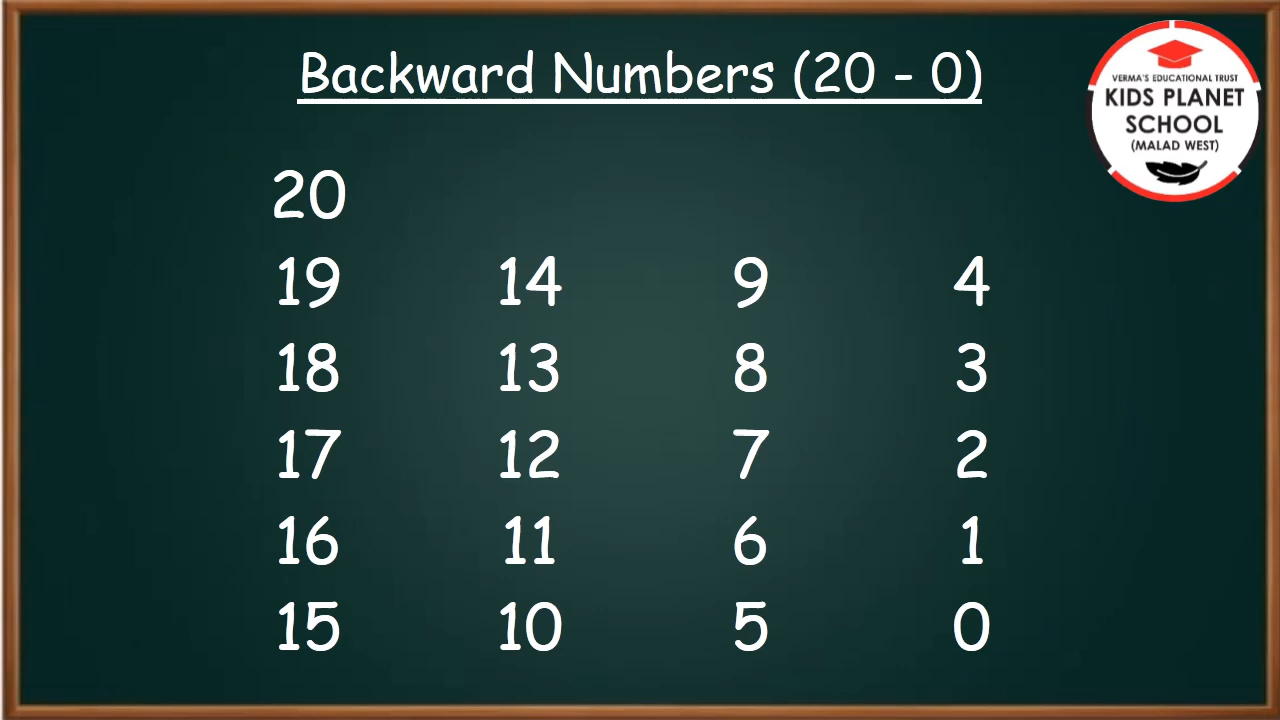 Backward Numbers (20 - 0)
VERMA'S EDUCATIONAL TRUST
KIDS PLANET
SCHOOL
(MALAD WEST)
20
19 14 9 4
18 13 8 3
17 12 7 2
16 11 6 1
15 10 5 0